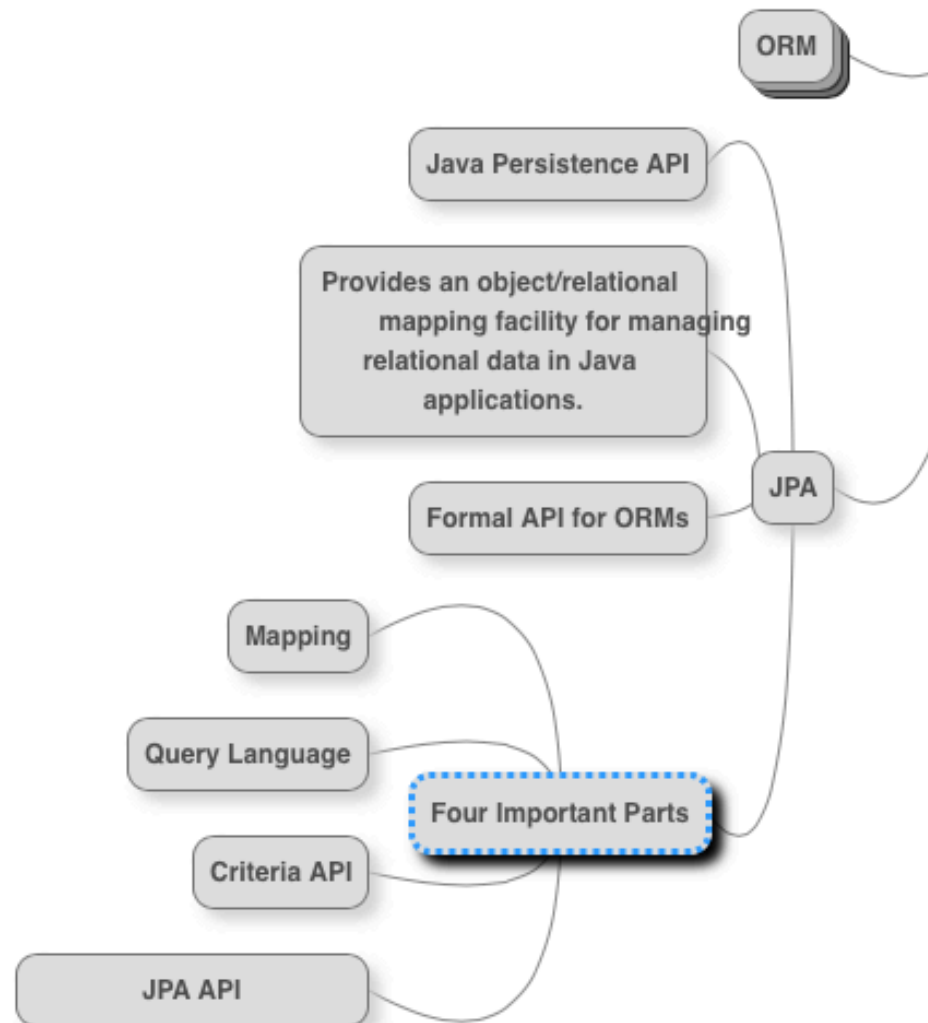 ORM
Java Persistence API
Provides an object/relational
mapping facility for managing
relational data in Java
applications.
JPA
Formal API for ORMs
Mapping
Query Language
Four Important Parts
Criteria API
JPA API